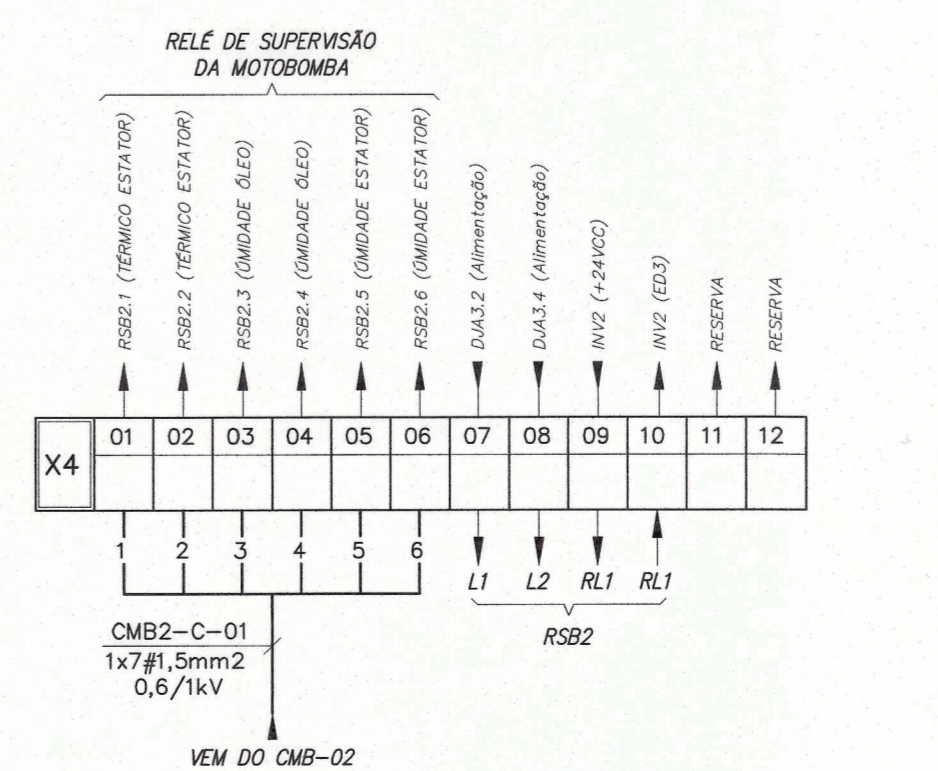 RELÉ DE SUPERVISÃO
DA MOTOBOMBA
RSB2.1 (TÉRMICO ESTATOR)
RSB2.2 (TÉRMICO ESTATOR)
RSB2.3 (ÚMIDADE ÓLEO)
RSB2.4 (ÚMIDADE ÓLEO)
RSB2.5 (ÚMIDADE ESTATOR)
RSB2.6 (ÚMIDADE ESTATOR)
DJA3.2 (Alimentação)
DJA3.4 (Alimentação)
INV2 (+24VCC)
INV2 (ED3)
RESERVA
RESERVA
X4 01 02 03 04 05 06 07 08 09 10 11 12
1 2 3 4 5 6
L1 L2 RL1 RL1
RSB2
CMB2-C-01
1x7#1,5mm2
0,6/1kV
VEM DO CMB-02